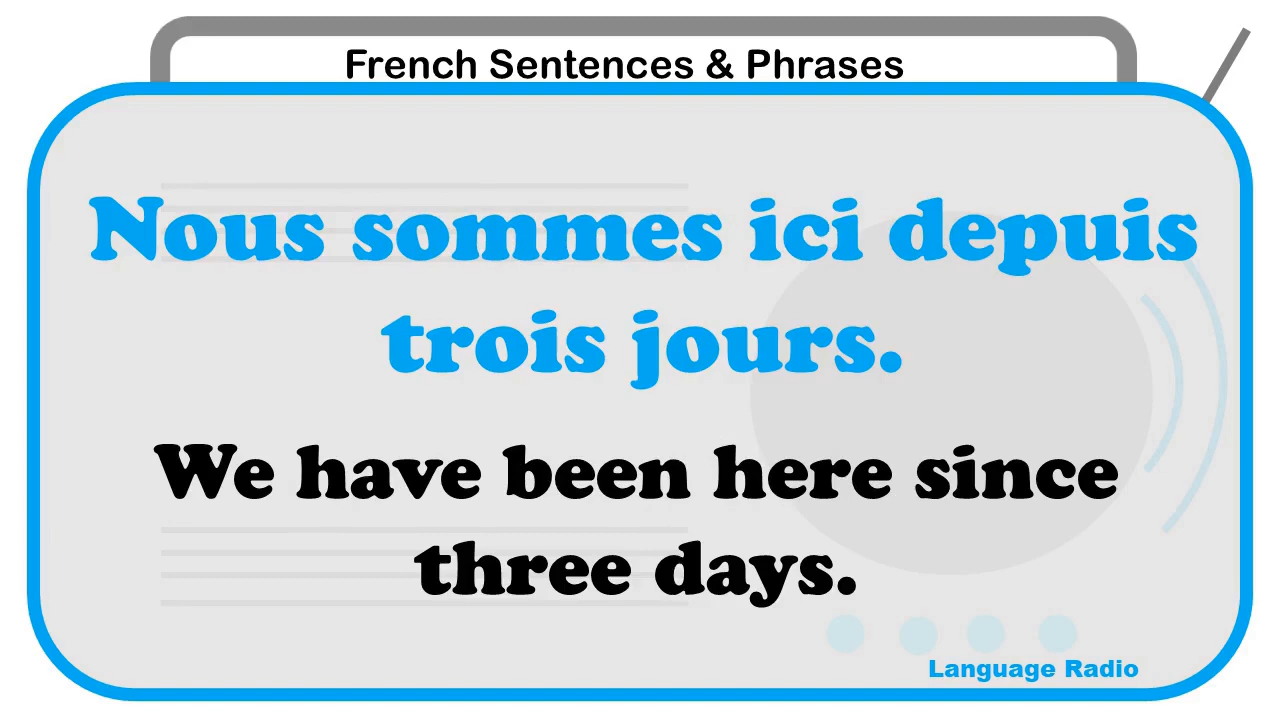 French Sentences & Phrases
Nous sommes ici depuis
trois jours.
We have been here since
three days.
Language Radio